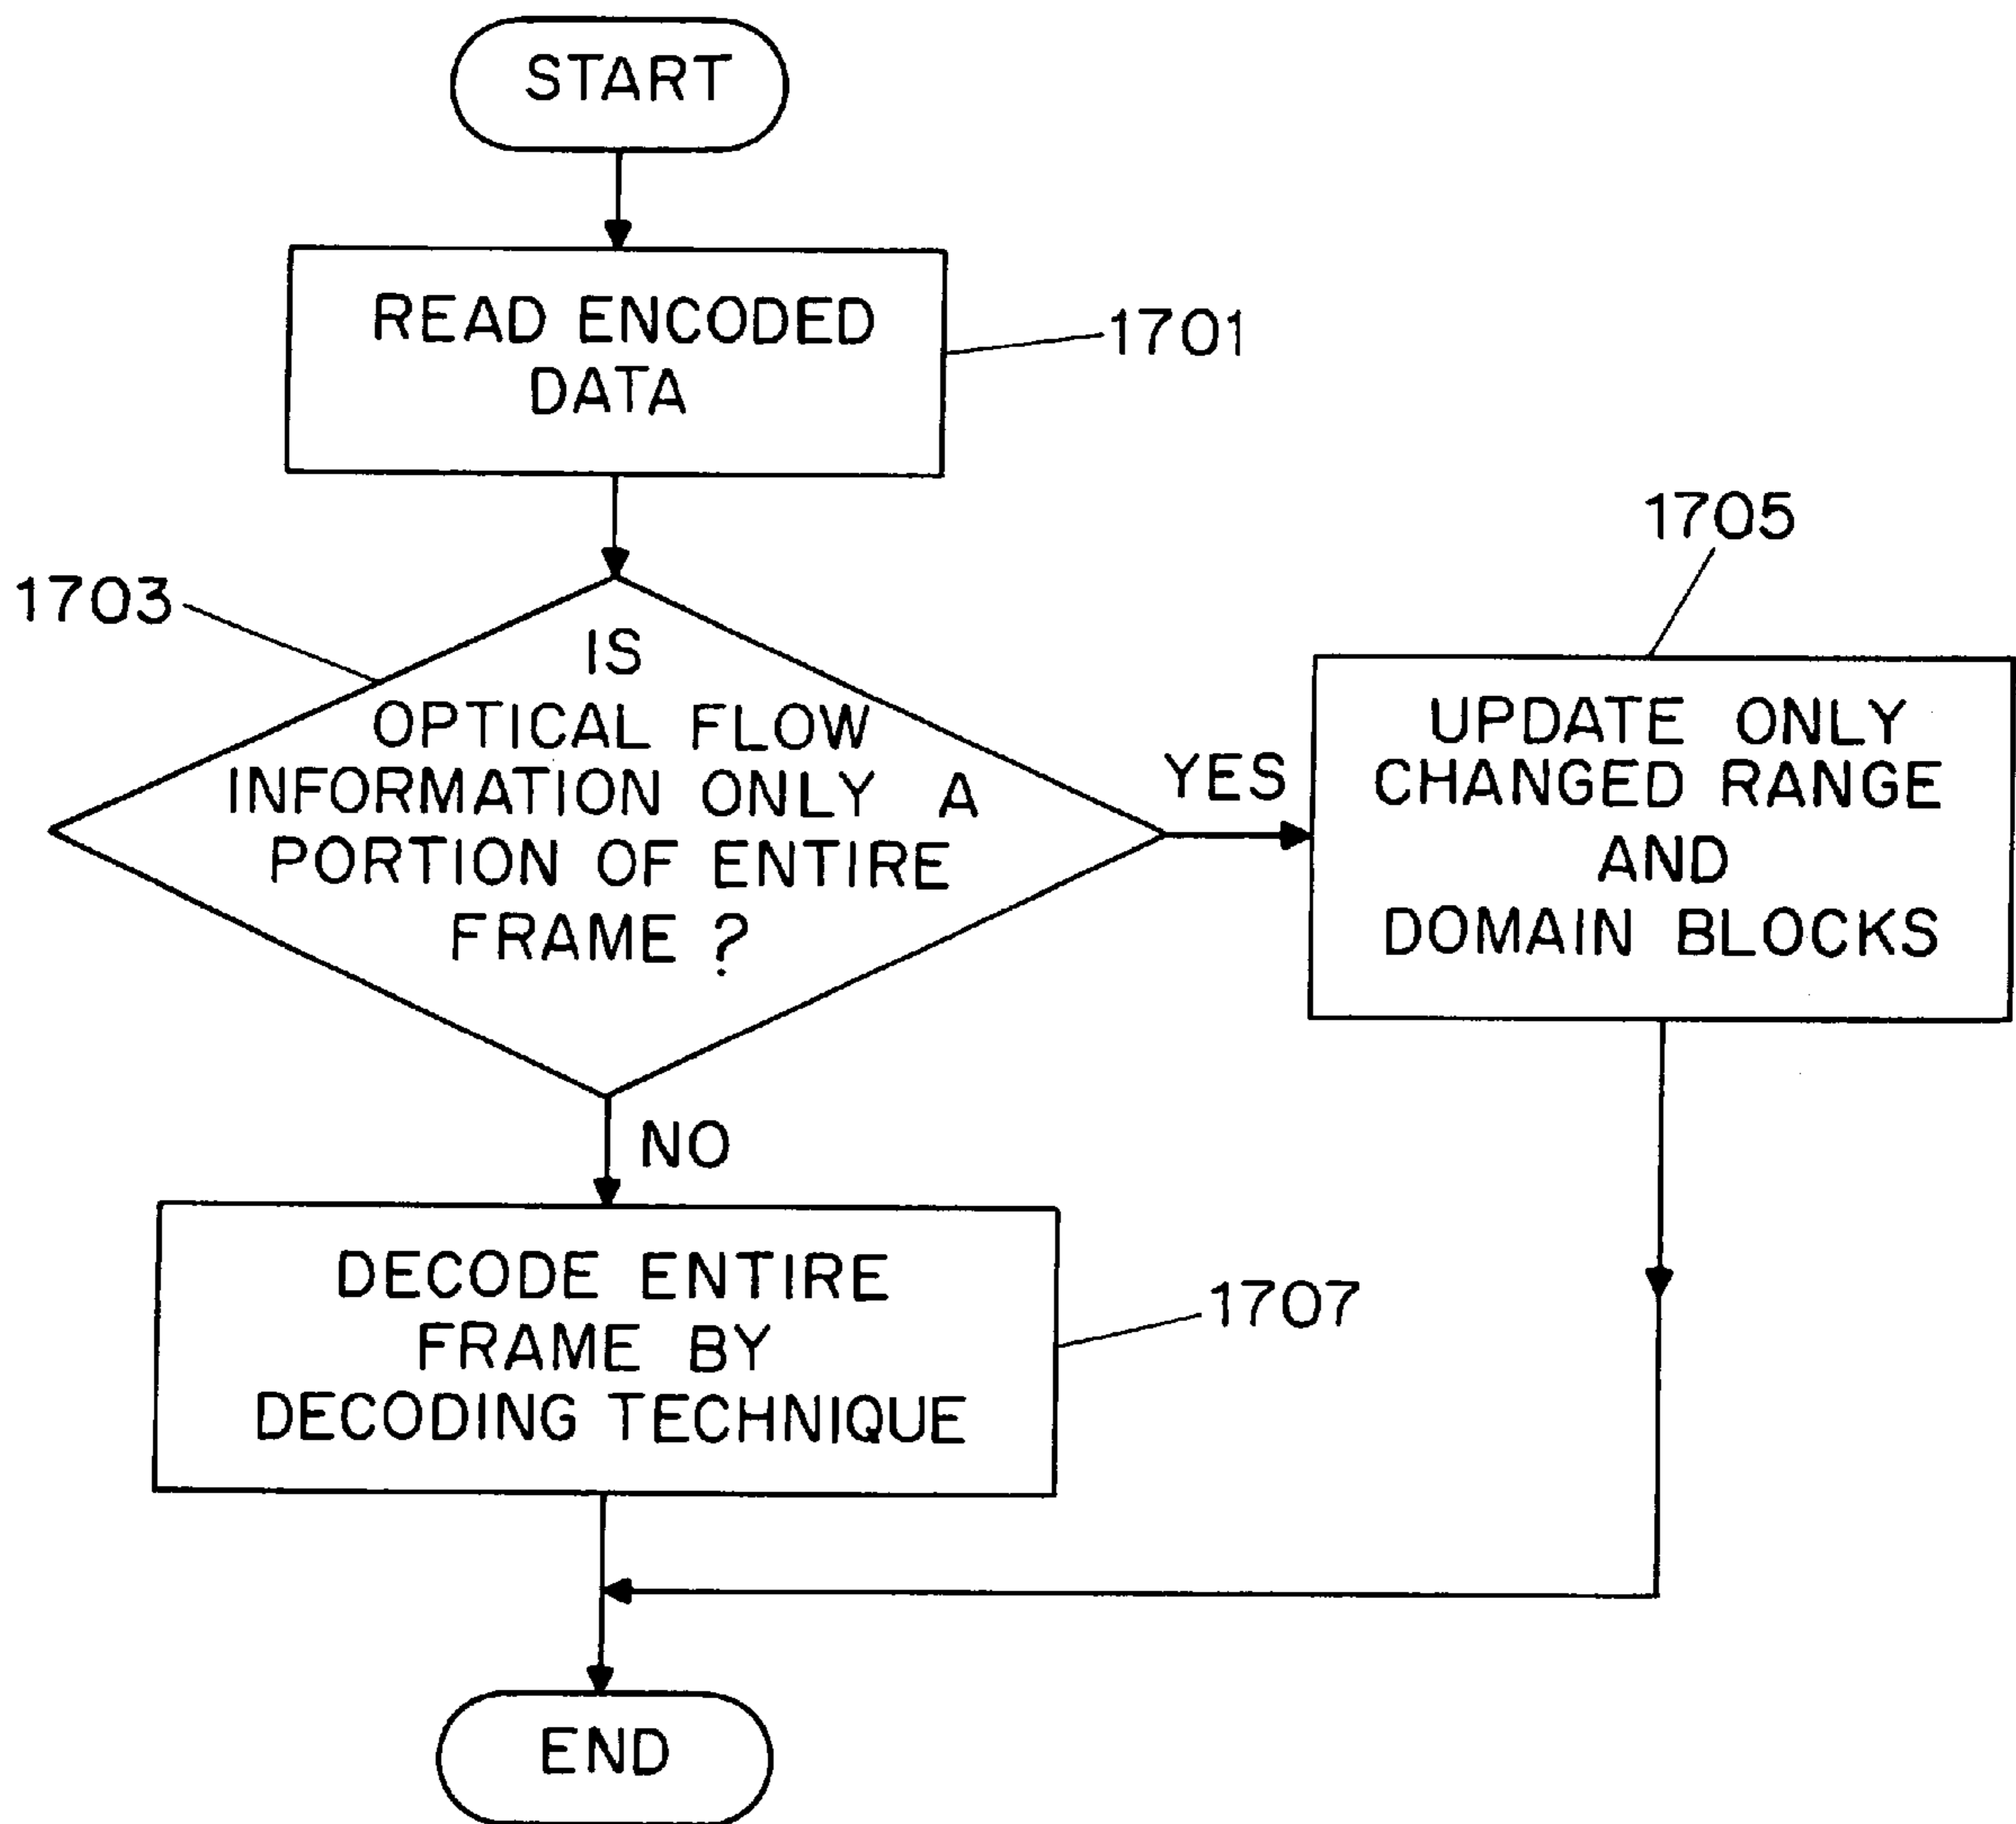 START
READ ENCODED
DATA
1701
1703
IS
OPTICAL FLOW
INFORMATION ONLY A
PORTION OF ENTIRE
FRAME ?
YES
1705
UPDATE ONLY
CHANGED RANGE
AND
DOMAIN BLOCKS
NO
DECODE ENTIRE
FRAME BY
DECODING TECHNIQUE
1707
END